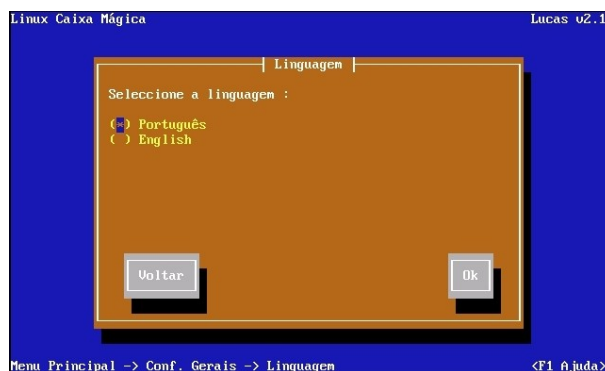 Linux Caixa Mágica Lucas v2.1
Linguagem
Seleccione a linguagem :
(*) Português
( ) English
Voltar Ok
Menu Principal -> Conf. Gerais -> Linguagem <F1 Ajuda>